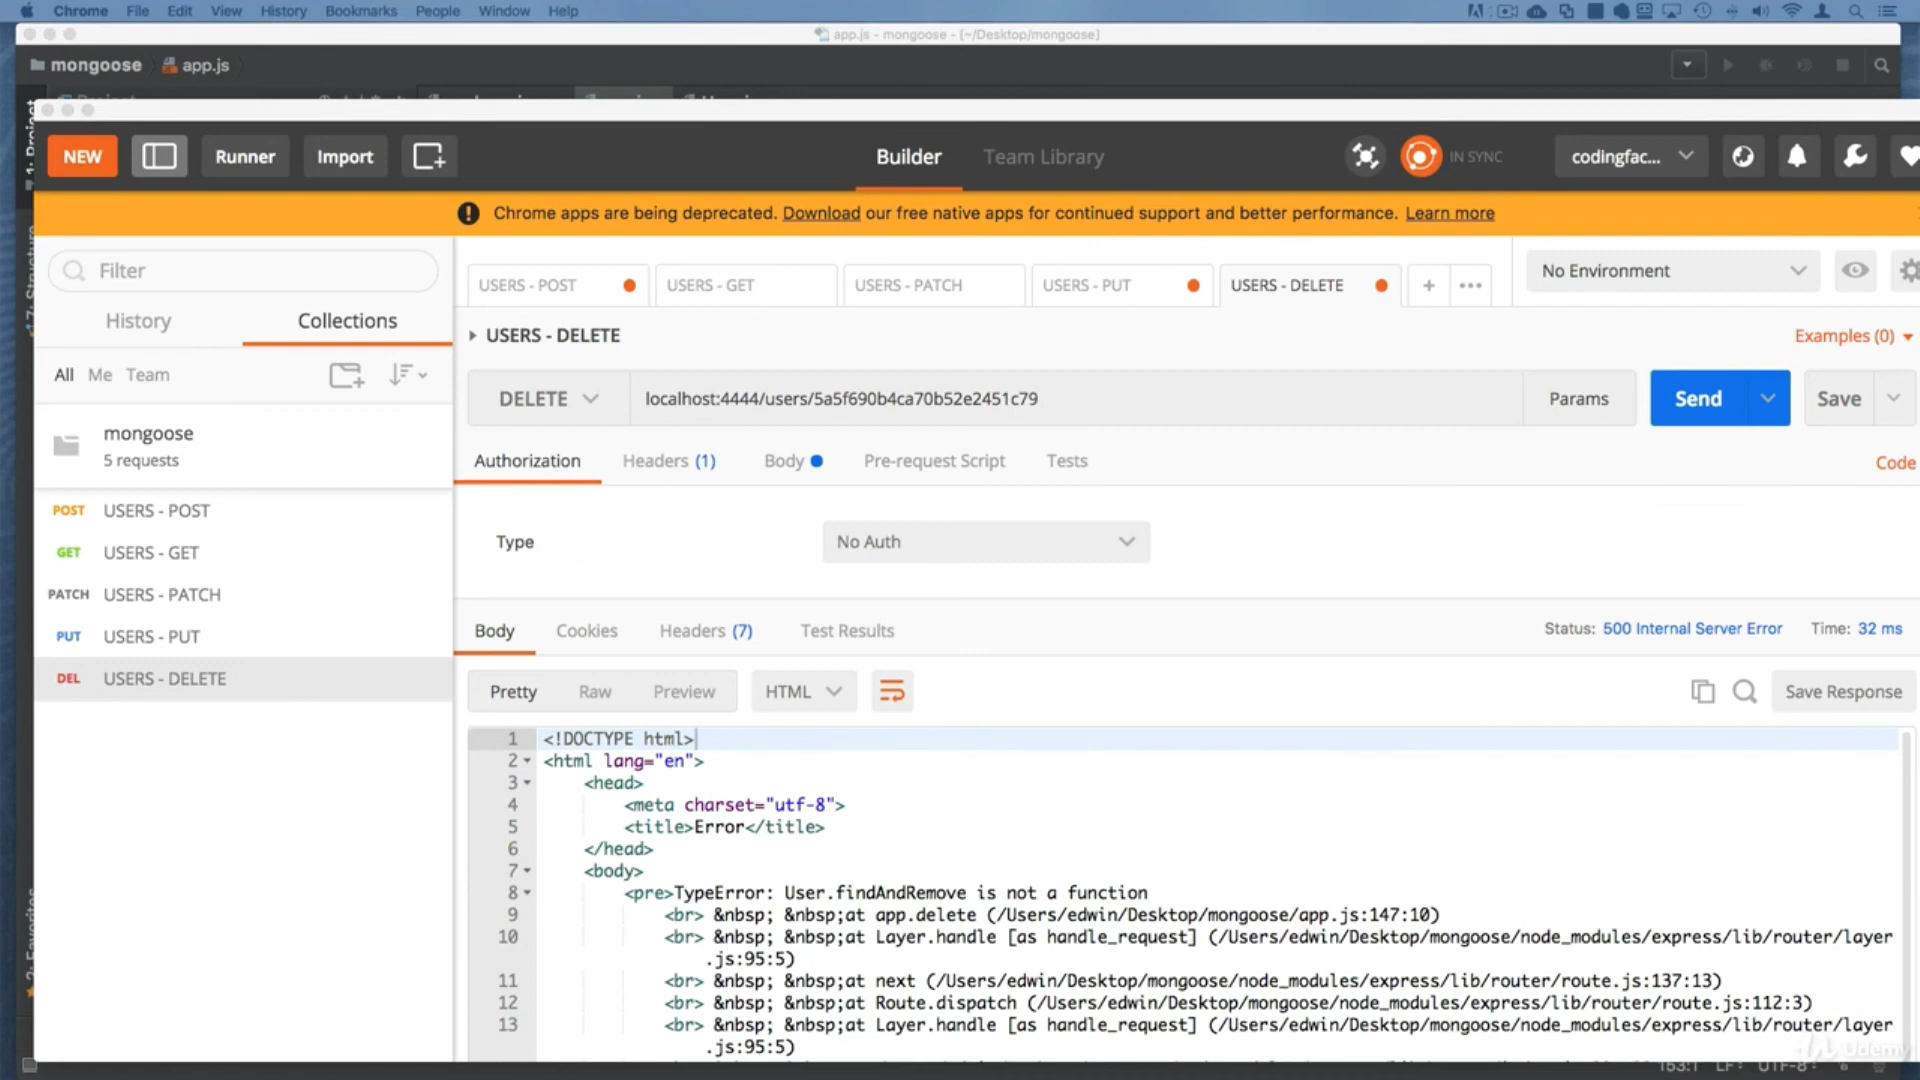 Chrome File Edit View History Bookmarks People Window Help
app.js - mongoose - [~/Desktop/mongoose]
mongoose app.js
1: Project
NEW Runner Import Builder Team Library IN SYNC codingfac...
Chrome apps are being deprecated. Download our free native apps for continued support and better performance. Learn more
Filter
USERS - POST USERS - GET USERS - PATCH USERS - PUT USERS - DELETE + ••• No Environment
History Collections
USERS - DELETE Examples (0)
All Me Team
DELETE localhost:4444/users/5a5f690b4ca70b52e2451c79 Params Send Save
mongoose
5 requests
Authorization Headers (1) Body Pre-request Script Tests Code
POST USERS - POST
GET USERS - GET
PATCH USERS - PATCH
PUT USERS - PUT
DEL USERS - DELETE
Type No Auth
Body Cookies Headers (7) Test Results Status: 500 Internal Server Error Time: 32 ms
Pretty Raw Preview HTML Save Response
1 <!DOCTYPE html>
2 <html lang="en">
3 <head>
4 <meta charset="utf-8">
5 <title>Error</title>
6 </head>
7 <body>
8 <pre>TypeError: User.findAndRemove is not a function
9 <br> &nbsp; &nbsp;at app.delete (/Users/edwin/Desktop/mongoose/app.js:147:10)
10 <br> &nbsp; &nbsp;at Layer.handle [as handle_request] (/Users/edwin/Desktop/mongoose/node_modules/express/lib/router/layer
.js:95:5)
11 <br> &nbsp; &nbsp;at next (/Users/edwin/Desktop/mongoose/node_modules/express/lib/router/route.js:137:13)
12 <br> &nbsp; &nbsp;at Route.dispatch (/Users/edwin/Desktop/mongoose/node_modules/express/lib/router/route.js:112:3)
13 <br> &nbsp; &nbsp;at Layer.handle [as handle_request] (/Users/edwin/Desktop/mongoose/node_modules/express/lib/router/layer
.js:95:5)
Udemy
153:1 LF UTF-8